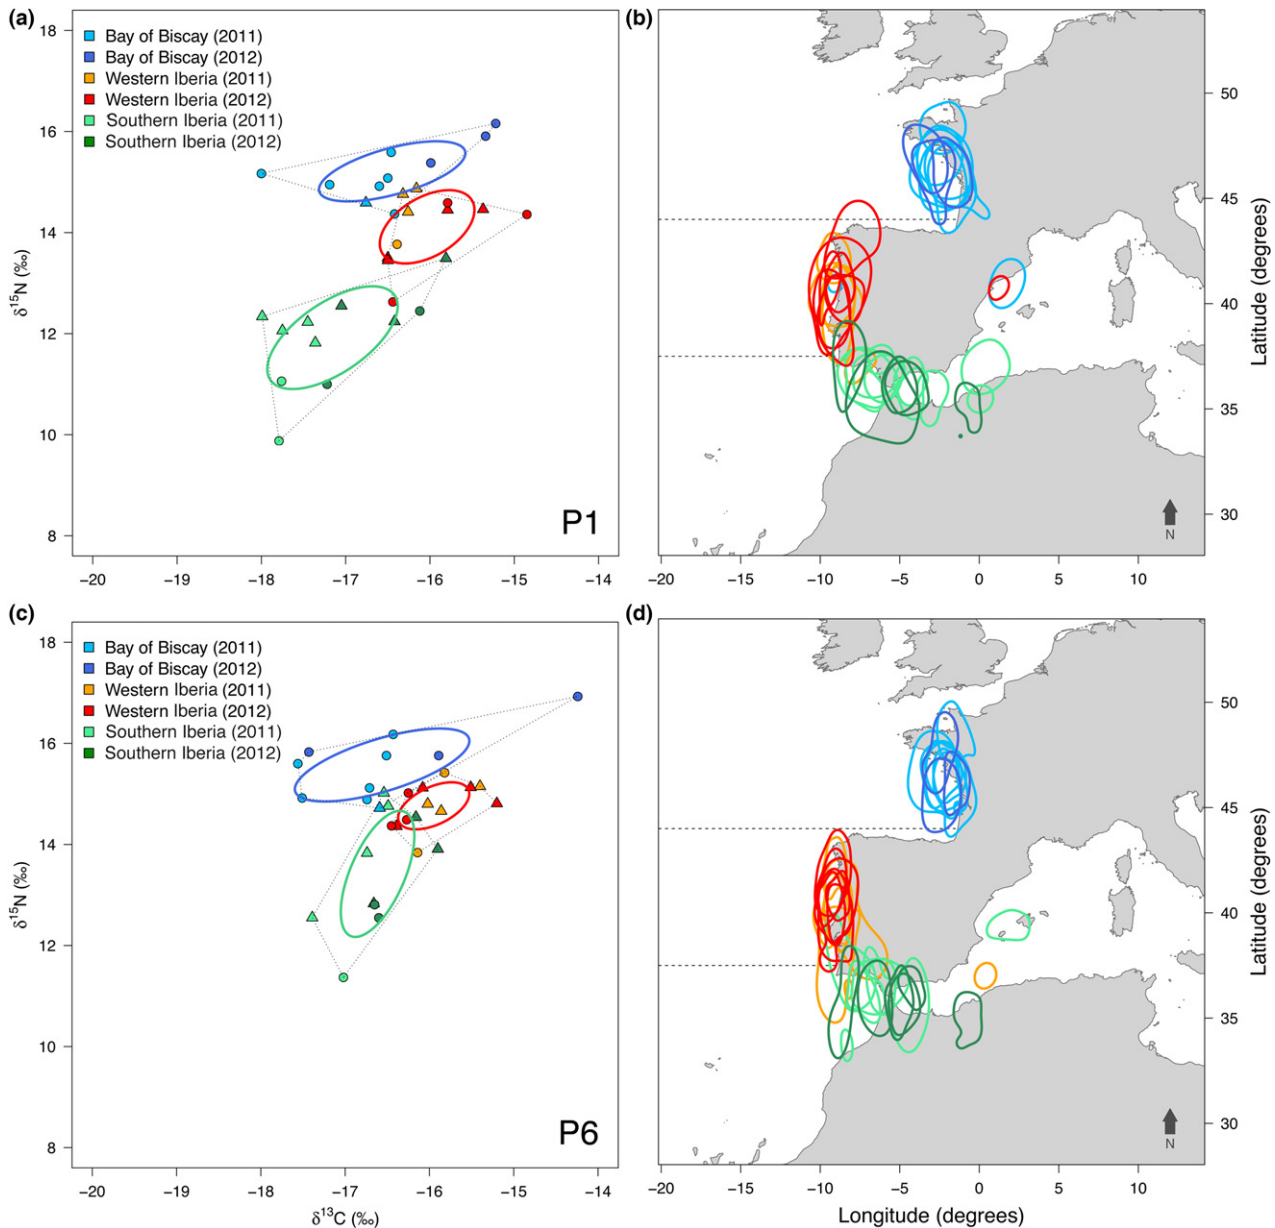 (a)
Bay of Biscay (2011)
Bay of Biscay (2012)
Western Iberia (2011)
Western Iberia (2012)
Southern Iberia (2011)
Southern Iberia (2012)
18
16
14
12
10
8
δ¹⁵N (‰)
P1
−20 −19 −18 −17 −16 −15 −14
(b)
50
45
40
35
30
Latitude (degrees)
N
−20 −15 −10 −5 0 5 10
(c)
Bay of Biscay (2011)
Bay of Biscay (2012)
Western Iberia (2011)
Western Iberia (2012)
Southern Iberia (2011)
Southern Iberia (2012)
18
16
14
12
10
8
δ¹⁵N (‰)
P6
−20 −19 −18 −17 −16 −15 −14
δ¹³C (‰)
(d)
50
45
40
35
30
Latitude (degrees)
N
−20 −15 −10 −5 0 5 10
Longitude (degrees)